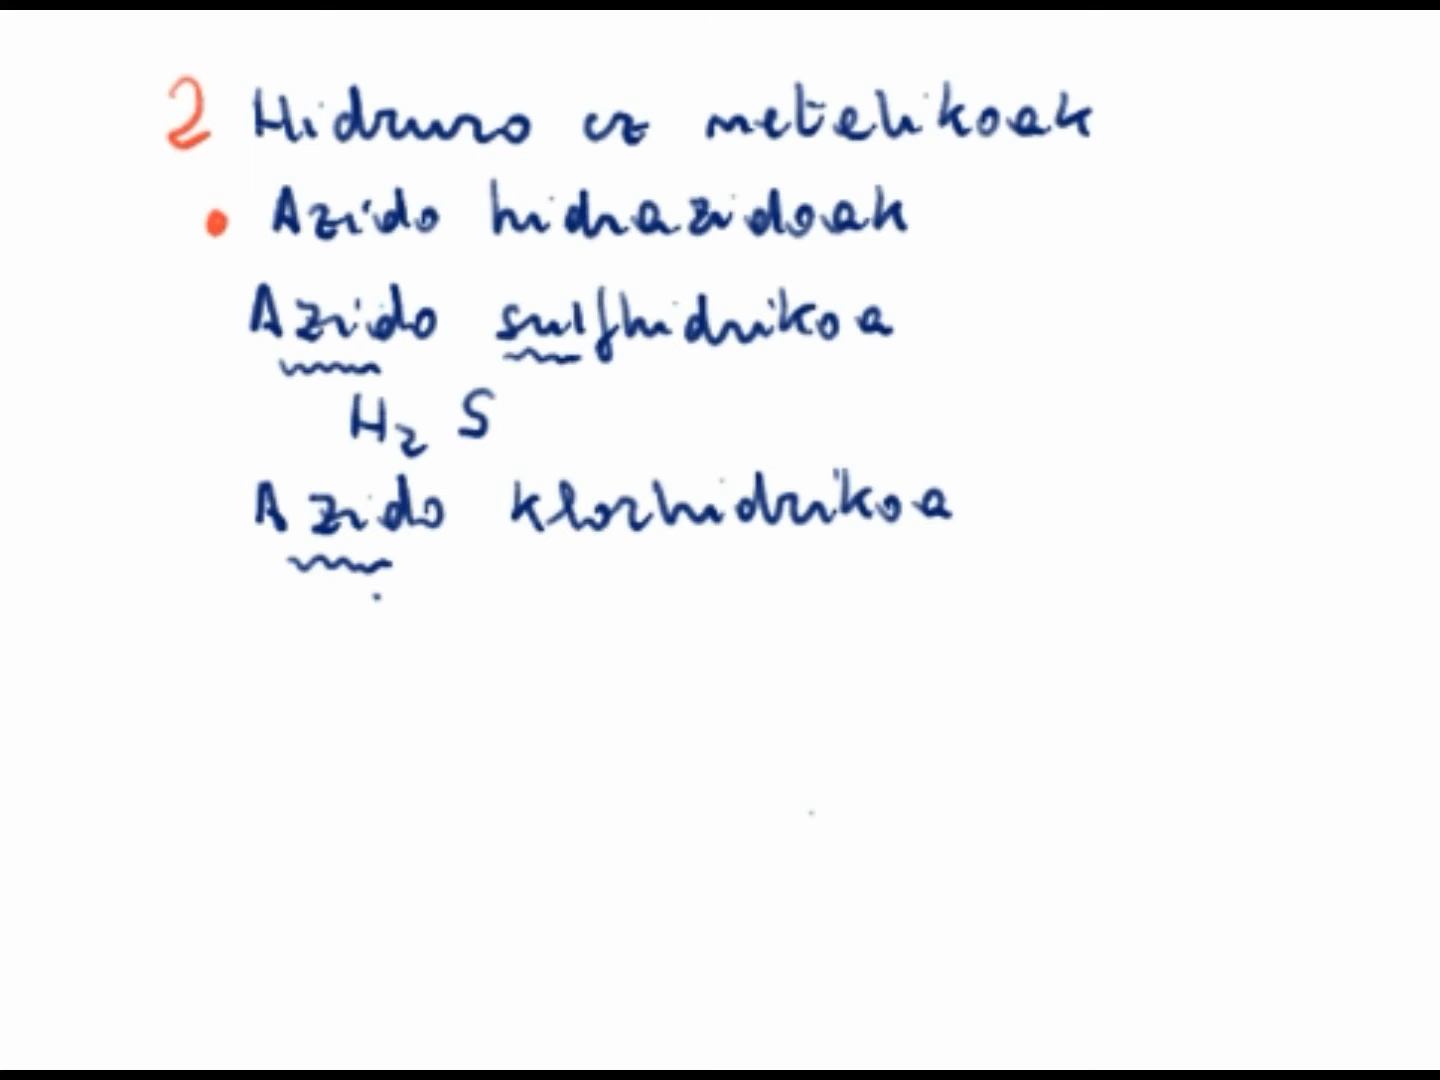 2 Hidruro ez metalikoak
• Azido hidrazidoak
Azido sulfhidrikoa
H₂ S
Azido klorhidrikoa